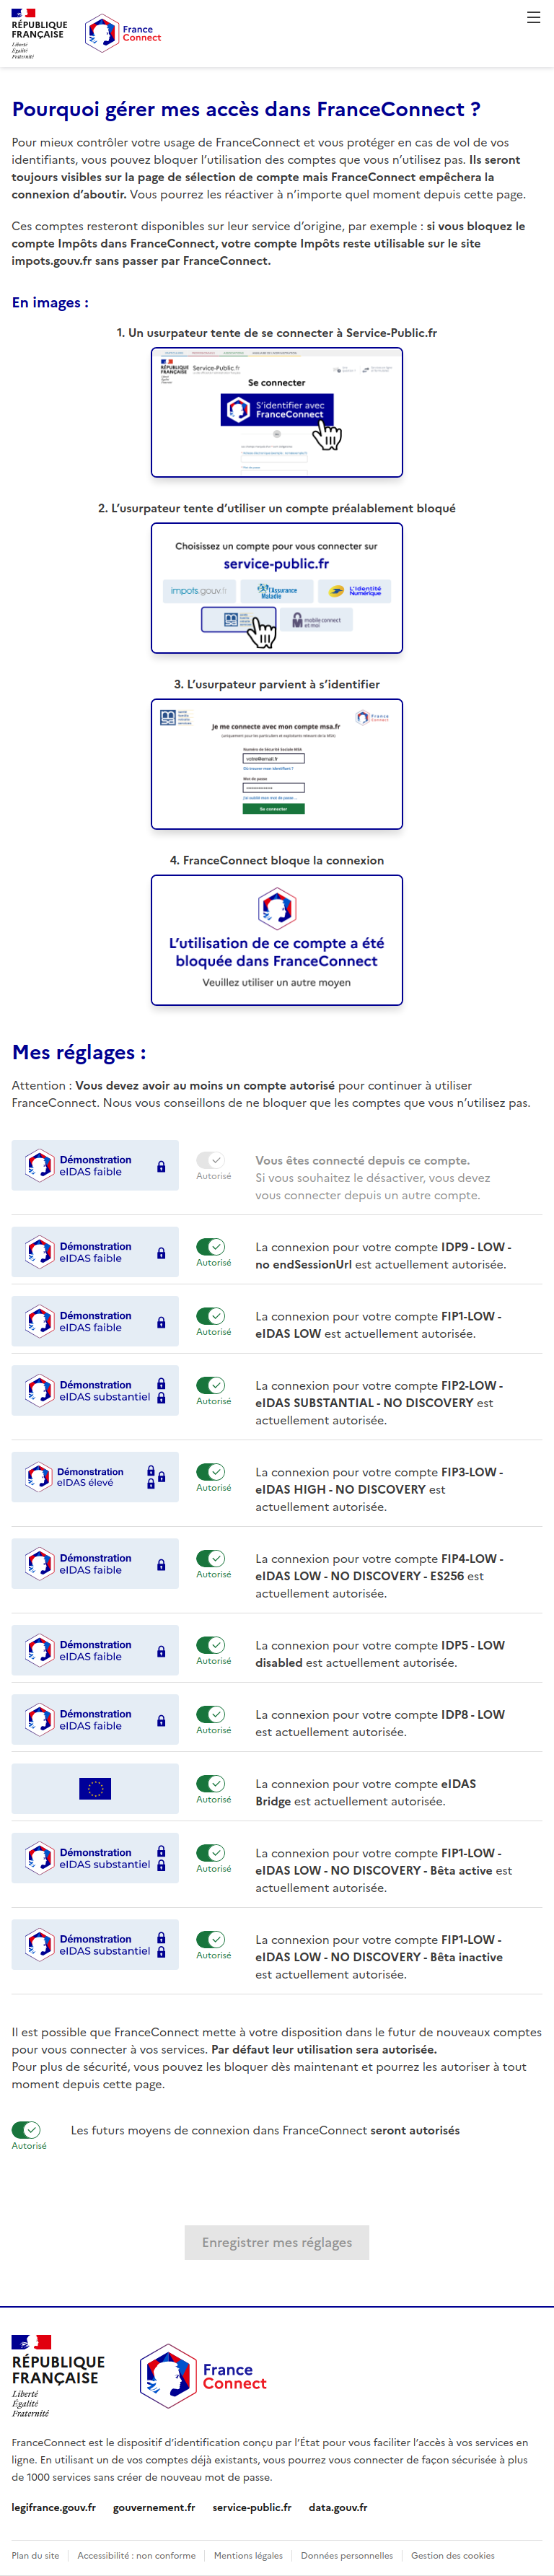 RÉPUBLIQUE
FRANÇAISE
Liberté
Égalité
Fraternité
France
Connect
Pourquoi gérer mes accès dans FranceConnect ?
Pour mieux contrôler votre usage de FranceConnect et vous protéger en cas de vol de vos
identifiants, vous pouvez bloquer l’utilisation des comptes que vous n’utilisez pas. Ils seront
toujours visibles sur la page de sélection de compte mais FranceConnect empêchera la
connexion d’aboutir. Vous pourrez les réactiver à n’importe quel moment depuis cette page.
Ces comptes resteront disponibles sur leur service d’origine, par exemple : si vous bloquez le
compte Impôts dans FranceConnect, votre compte Impôts reste utilisable sur le site
impots.gouv.fr sans passer par FranceConnect.
En images :
1. Un usurpateur tente de se connecter à Service-Public.fr
RÉPUBLIQUE
FRANÇAISE
Service-Public.fr
Se connecter
S’identifier avec
FranceConnect
2. L’usurpateur tente d’utiliser un compte préalablement bloqué
Choisissez un compte pour vous connecter sur
service-public.fr
impots.gouv.fr
l’Assurance
Maladie
L’Identité
Numérique
mobile connect
et moi
3. L’usurpateur parvient à s’identifier
France
Connect
Je me connecte avec mon compte msa.fr
Numéro de Sécurité Sociale MSA
votre@email.fr
Mot de passe
Se connecter
4. FranceConnect bloque la connexion
L’utilisation de ce compte a été
bloquée dans FranceConnect
Veuillez utiliser un autre moyen
Mes réglages :
Attention : Vous devez avoir au moins un compte autorisé pour continuer à utiliser
FranceConnect. Nous vous conseillons de ne bloquer que les comptes que vous n’utilisez pas.
Démonstration
eIDAS faible
Autorisé
Vous êtes connecté depuis ce compte.
Si vous souhaitez le désactiver, vous devez
vous connecter depuis un autre compte.
Démonstration
eIDAS faible
Autorisé
La connexion pour votre compte IDP9 - LOW -
no endSessionUrl est actuellement autorisée.
Démonstration
eIDAS faible
Autorisé
La connexion pour votre compte FIP1-LOW -
eIDAS LOW est actuellement autorisée.
Démonstration
eIDAS substantiel
Autorisé
La connexion pour votre compte FIP2-LOW -
eIDAS SUBSTANTIAL - NO DISCOVERY est
actuellement autorisée.
Démonstration
eIDAS élevé
Autorisé
La connexion pour votre compte FIP3-LOW -
eIDAS HIGH - NO DISCOVERY est
actuellement autorisée.
Démonstration
eIDAS faible
Autorisé
La connexion pour votre compte FIP4-LOW -
eIDAS LOW - NO DISCOVERY - ES256 est
actuellement autorisée.
Démonstration
eIDAS faible
Autorisé
La connexion pour votre compte IDP5 - LOW
disabled est actuellement autorisée.
Démonstration
eIDAS faible
Autorisé
La connexion pour votre compte IDP8 - LOW
est actuellement autorisée.
Autorisé
La connexion pour votre compte eIDAS
Bridge est actuellement autorisée.
Démonstration
eIDAS substantiel
Autorisé
La connexion pour votre compte FIP1-LOW -
eIDAS LOW - NO DISCOVERY - Bêta active est
actuellement autorisée.
Démonstration
eIDAS substantiel
Autorisé
La connexion pour votre compte FIP1-LOW -
eIDAS LOW - NO DISCOVERY - Bêta inactive
est actuellement autorisée.
Il est possible que FranceConnect mette à votre disposition dans le futur de nouveaux comptes
pour vous connecter à vos services. Par défaut leur utilisation sera autorisée.
Pour plus de sécurité, vous pouvez les bloquer dès maintenant et pourrez les autoriser à tout
moment depuis cette page.
Autorisé
Les futurs moyens de connexion dans FranceConnect seront autorisés
Enregistrer mes réglages
RÉPUBLIQUE
FRANÇAISE
Liberté
Égalité
Fraternité
France
Connect
FranceConnect est le dispositif d’identification conçu par l’État pour vous faciliter l’accès à vos services en
ligne. En utilisant un de vos comptes déjà existants, vous pourrez vous connecter de façon sécurisée à plus
de 1000 services sans créer de nouveau mot de passe.
legifrance.gouv.fr gouvernement.fr service-public.fr data.gouv.fr
Plan du site Accessibilité : non conforme Mentions légales Données personnelles Gestion des cookies